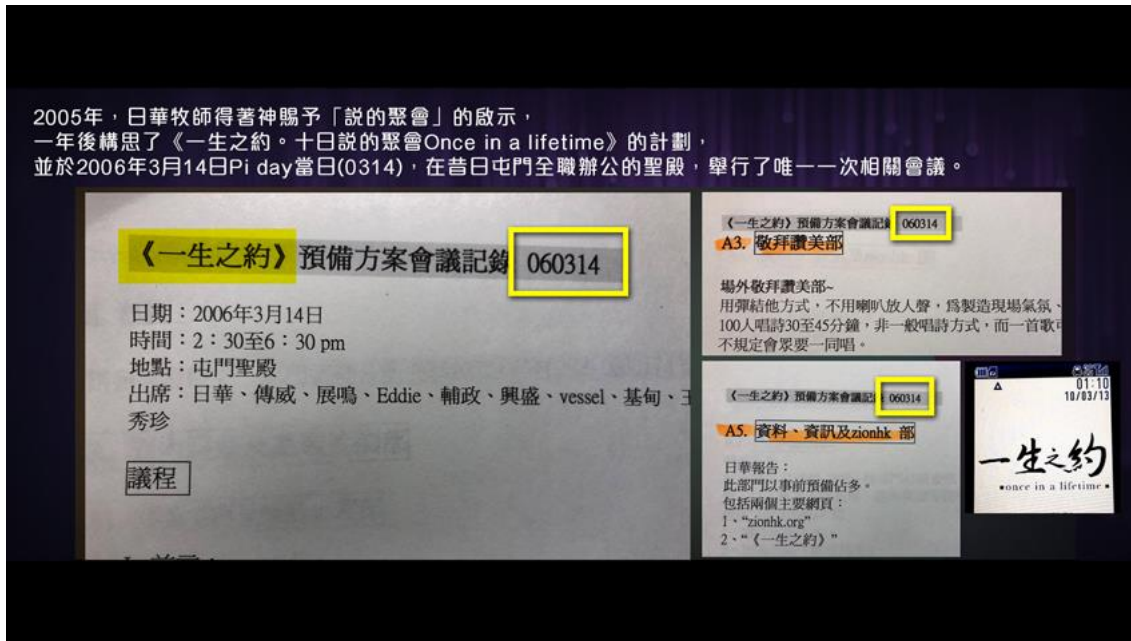 2005年，日華牧師得著神賜予「説的聚會」的啟示，
一年後構思了《一生之約。十日説的聚會Once in a lifetime》的計劃，
並於2006年3月14日Pi day當日(0314)，在昔日屯門全職辦公的聖殿，舉行了唯一一次相關會議。
《一生之約》預備方案會議記錄 060314
日期：2006年3月14日
時間：2：30至6：30 pm
地點：屯門聖殿
出席：日華、傳威、展鳴、Eddie、輔政、興盛、vessel、基甸、
秀珍
議程
《一生之約》預備方案會議記錄 060314
A3. 敬拜讚美部
場外敬拜讚美部~
用彈結他方式，不用喇叭放人聲，爲製造現場氣氛、
100人唱詩30至45分鐘，非一般唱詩方式，而一首歌可
不規定會眾要一同唱。
《一生之約》預備方案會議記錄 060314
A5. 資料、資訊及zionhk 部
日華報告：
此部門以事前預備佔多。
包括兩個主要網頁：
1、“zionhk.org”
2、“《一生之約》”
01:10
10/03/13
一生之約
once in a lifetime